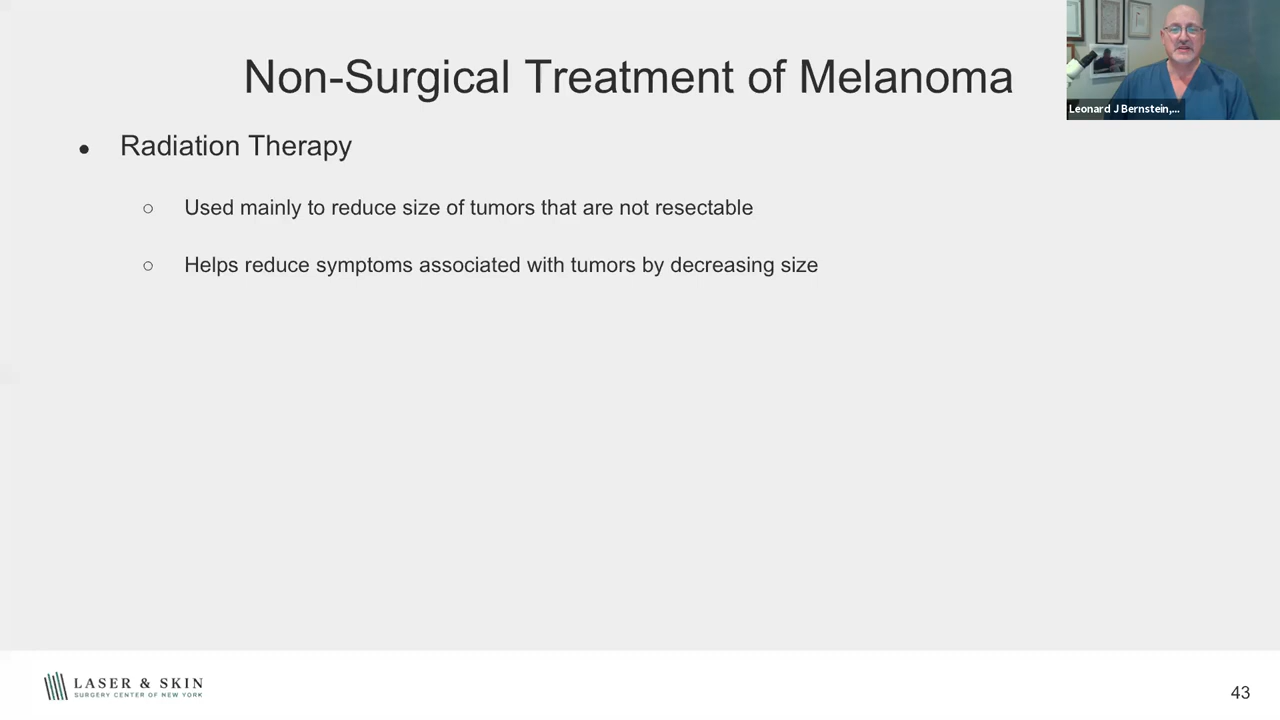 Non-Surgical Treatment of Melanoma
Leonard J Bernstein,...
● Radiation Therapy
○ Used mainly to reduce size of tumors that are not resectable
○ Helps reduce symptoms associated with tumors by decreasing size
LASER & SKIN
SURGERY CENTER OF NEW YORK
43